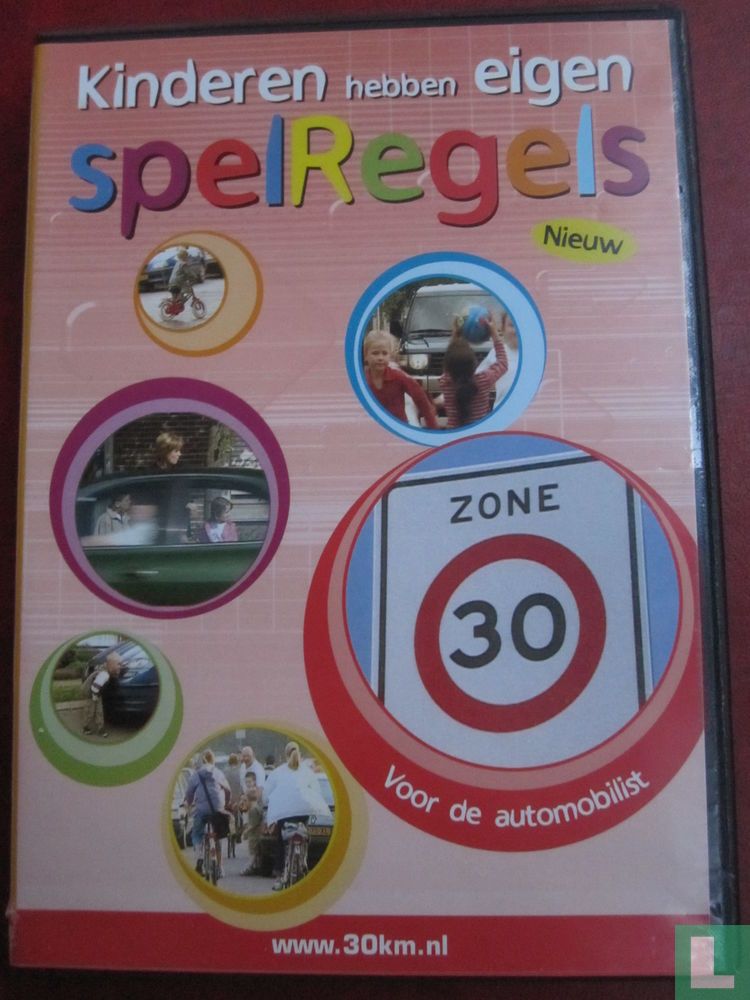 Kinderen hebben eigen
spelRegels
Nieuw
ZONE
30
Voor de automobilist
www.30km.nl
L